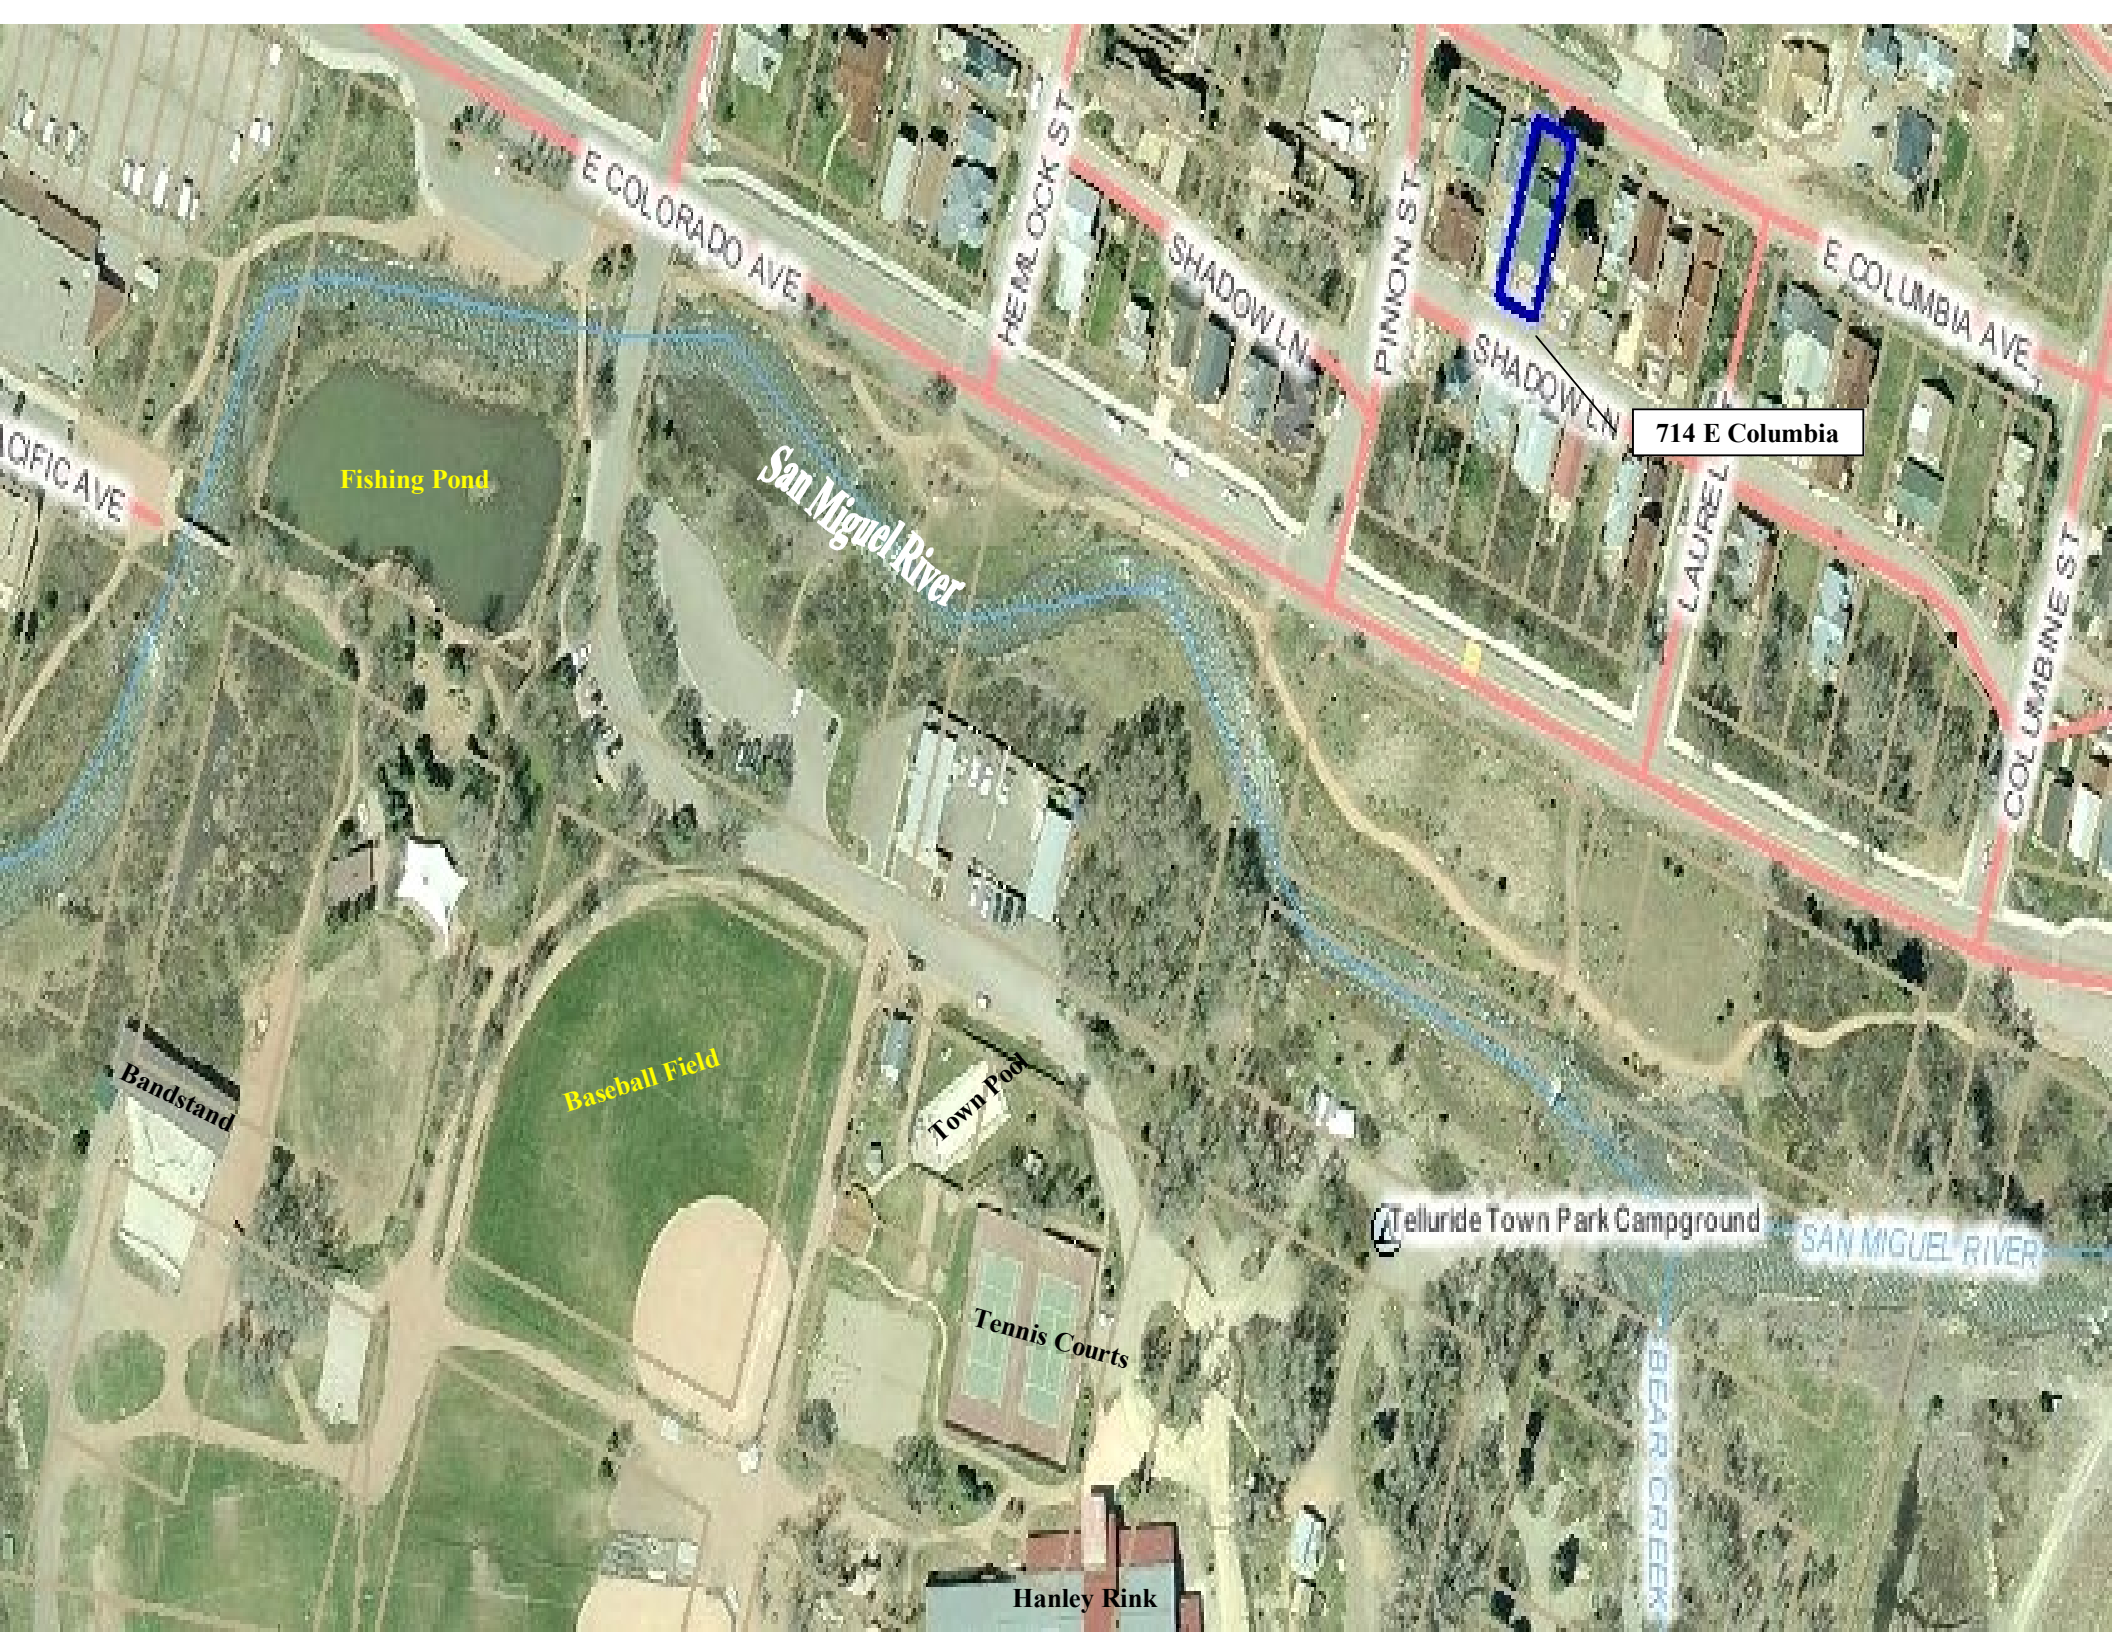 E COLORADO AVE
HEMLOCK ST
SHADOW LN
PINION ST
E COLUMBIA AVE
SHADOW LN
714 E Columbia
LAUREL
COLUMBINE ST
ACIFIC AVE
Fishing Pond
San Miguel River
Bandstand
Baseball Field
Town Pool
Telluride Town Park Campground
SAN MIGUEL RIVER
Tennis Courts
BEAR CREEK
Hanley Rink